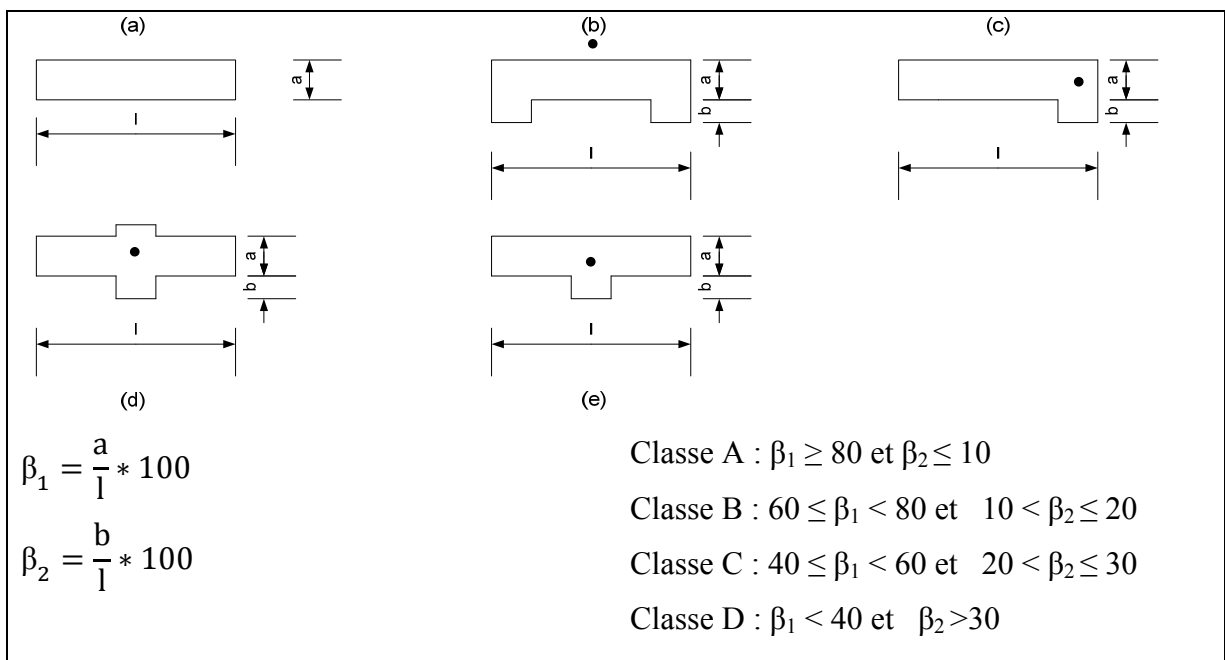 (a) (b) (c)
a a a
b b
l l l
a a
b b
l l
(d) (e)
β₁ = a/l * 100
β₂ = b/l * 100
Classe A : β₁ ≥ 80 et β₂ ≤ 10
Classe B : 60 ≤ β₁ < 80 et 10 < β₂ ≤ 20
Classe C : 40 ≤ β₁ < 60 et 20 < β₂ ≤ 30
Classe D : β₁ < 40 et β₂ >30